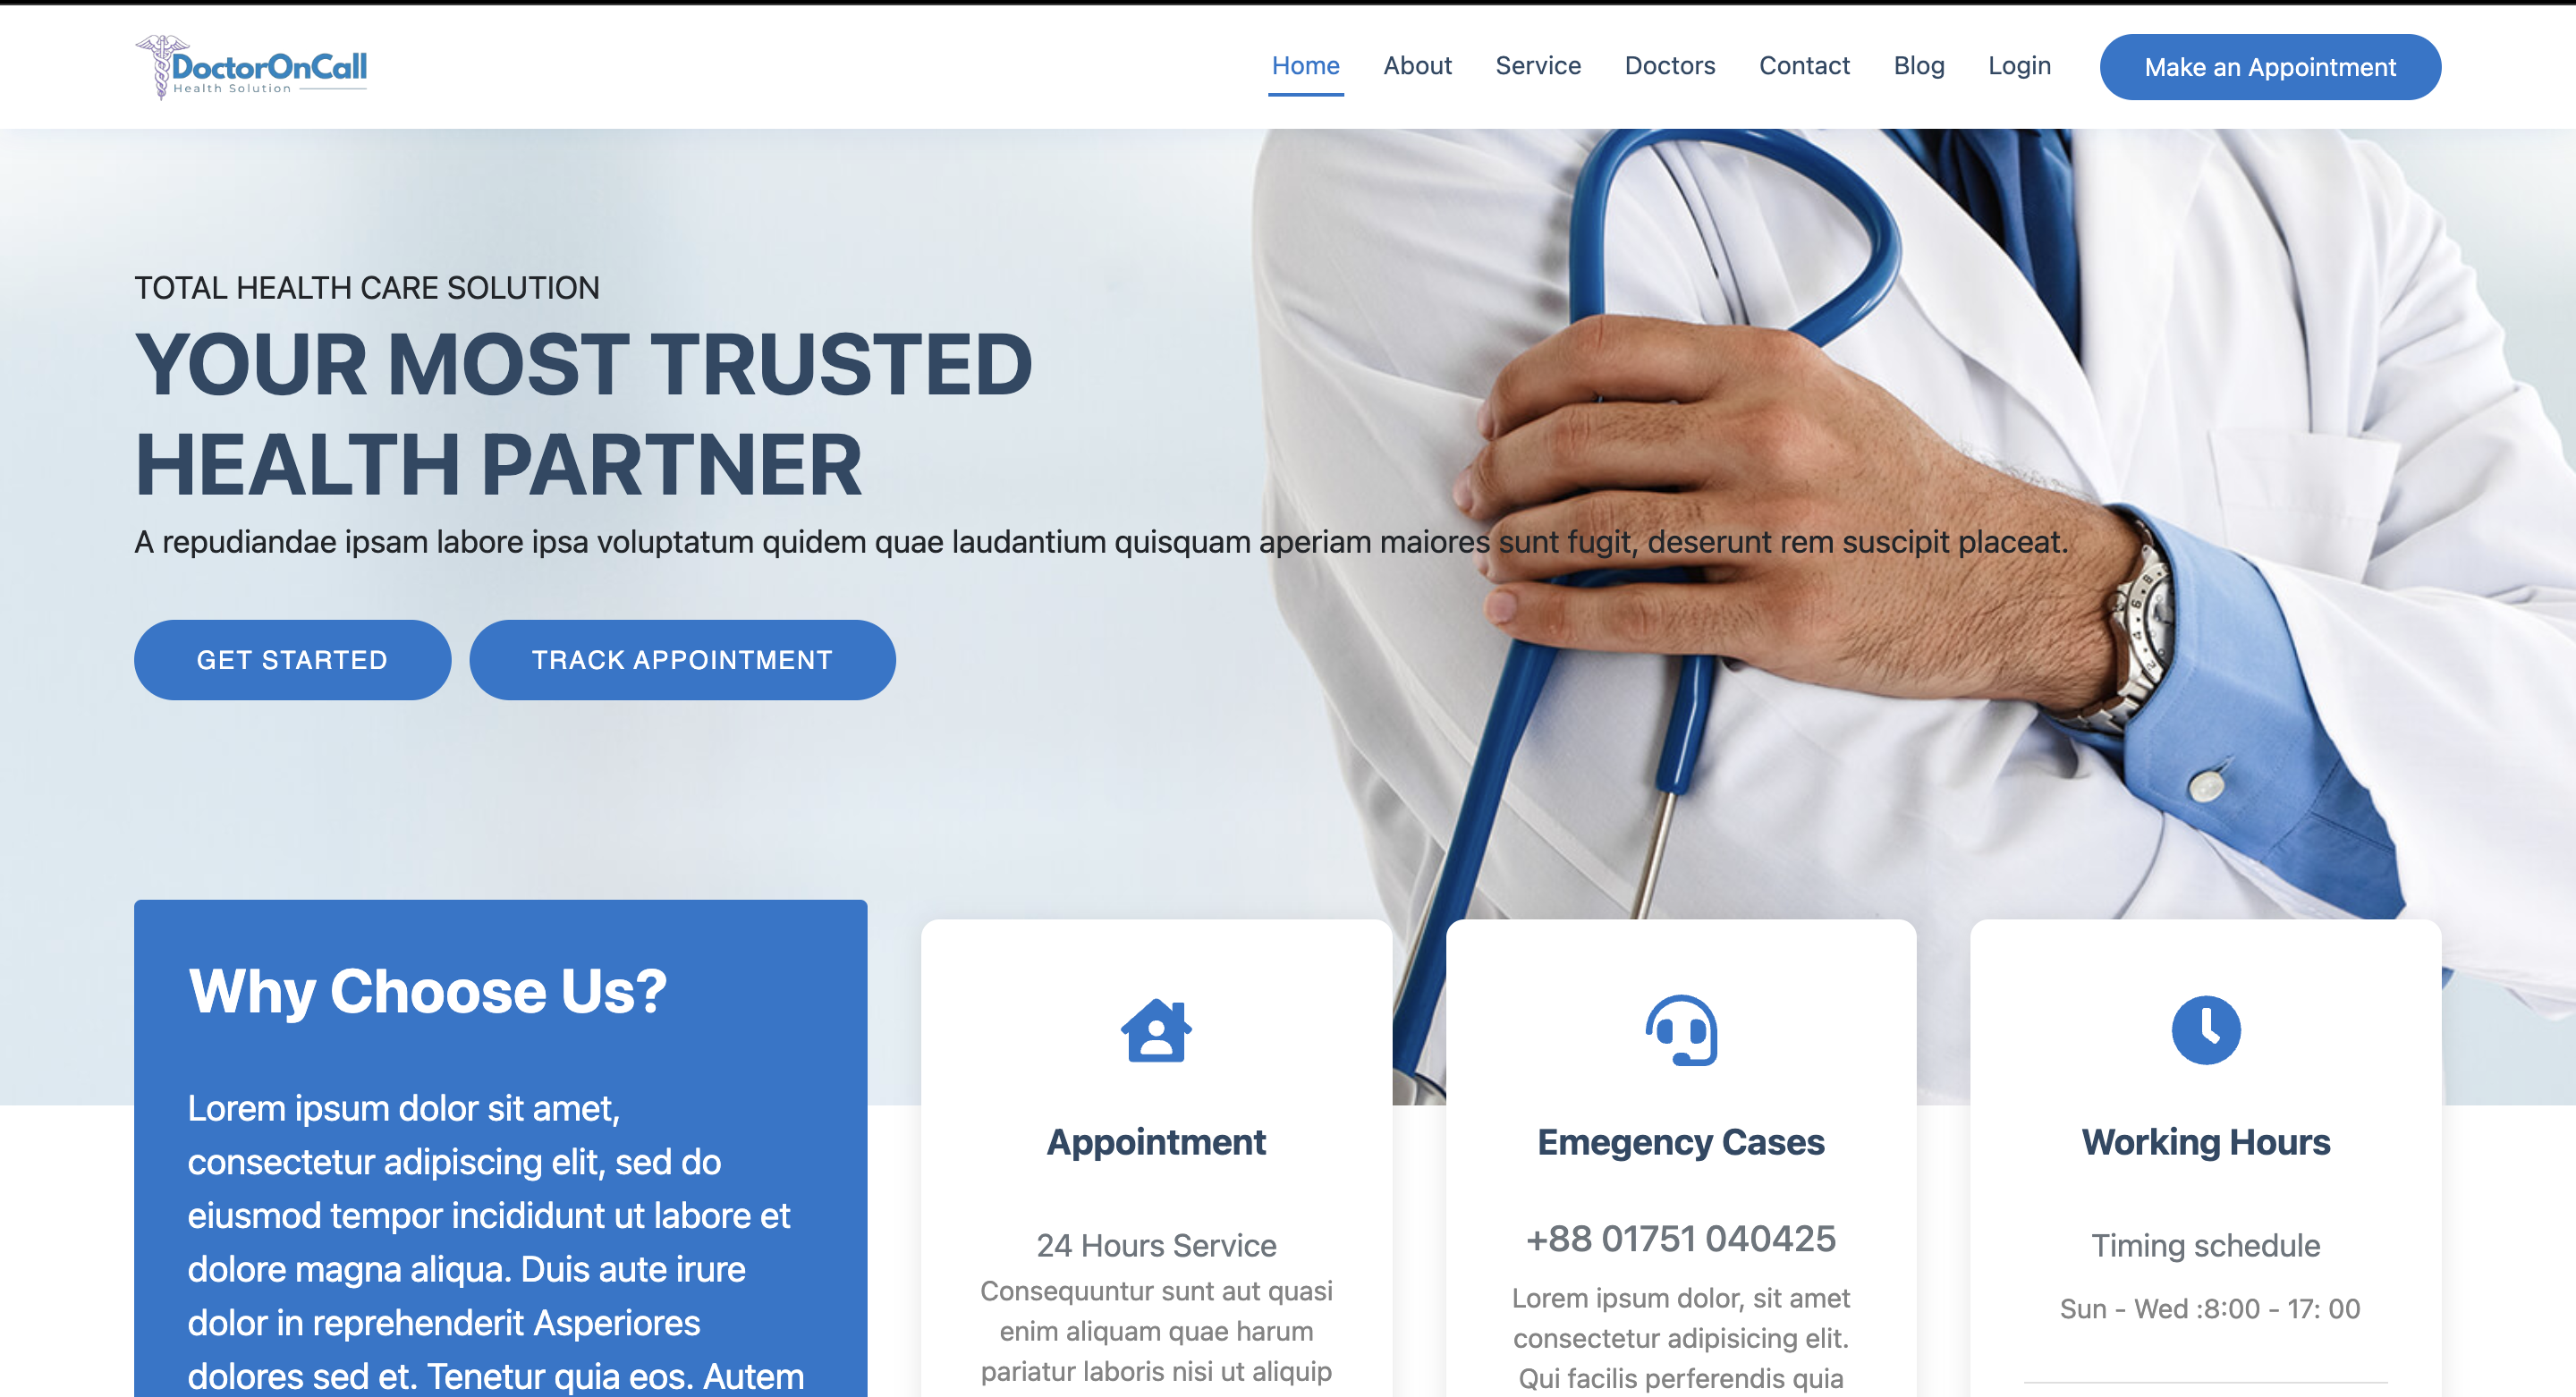 DoctorOnCall
Health Solution
Home
About
Service
Doctors
Contact
Blog
Login
Make an Appointment
TOTAL HEALTH CARE SOLUTION
YOUR MOST TRUSTED
HEALTH PARTNER
A repudiandae ipsam labore ipsa voluptatum quidem quae laudantium quisquam aperiam maiores sunt fugit, deserunt rem suscipit placeat.
GET STARTED
TRACK APPOINTMENT
Why Choose Us?
Lorem ipsum dolor sit amet,
consectetur adipiscing elit, sed do
eiusmod tempor incididunt ut labore et
dolore magna aliqua. Duis aute irure
dolor in reprehenderit Asperiores
dolores sed et. Tenetur quia eos. Autem
Appointment
24 Hours Service
Consequuntur sunt aut quasi
enim aliquam quae harum
pariatur laboris nisi ut aliquip
Emegency Cases
+88 01751 040425
Lorem ipsum dolor, sit amet
consectetur adipisicing elit.
Qui facilis perferendis quia
Working Hours
Timing schedule
Sun - Wed :8:00 - 17: 00